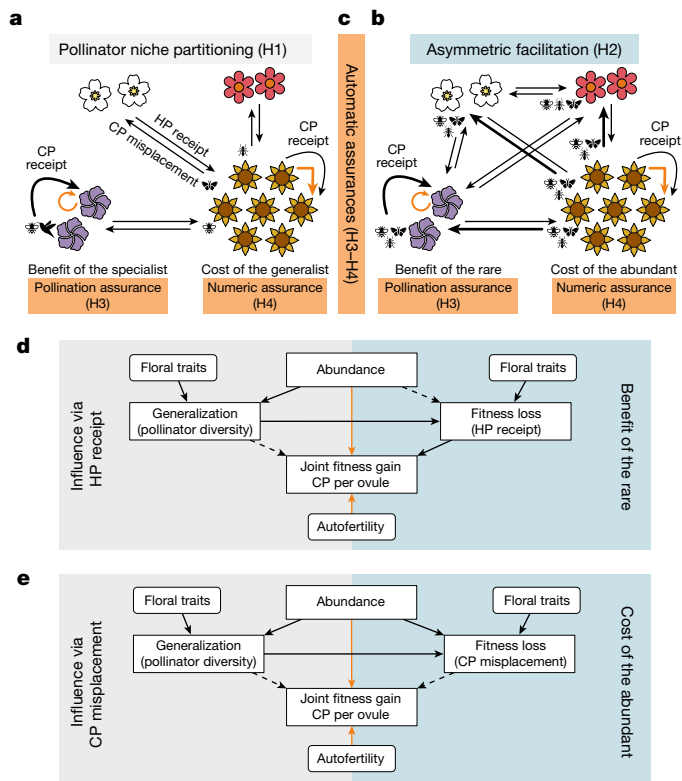 a
Pollinator niche partitioning (H1)
HP receipt
CP misplacement
CP
receipt
CP
receipt
Benefit of the specialist
Pollination assurance
(H3)
Cost of the generalist
Numeric assurance
(H4)
c
Automatic assurances (H3–H4)
b
Asymmetric facilitation (H2)
CP
receipt
CP
receipt
Benefit of the rare
Pollination assurance
(H3)
Cost of the abundant
Numeric assurance
(H4)
d
Influence via
HP receipt
Floral traits
Abundance
Floral traits
Generalization
(pollinator diversity)
Fitness loss
(HP receipt)
Joint fitness gain
CP per ovule
Autofertility
Benefit of the rare
e
Influence via
CP misplacement
Floral traits
Abundance
Floral traits
Generalization
(pollinator diversity)
Fitness loss
(CP misplacement)
Joint fitness gain
CP per ovule
Autofertility
Cost of the abundant